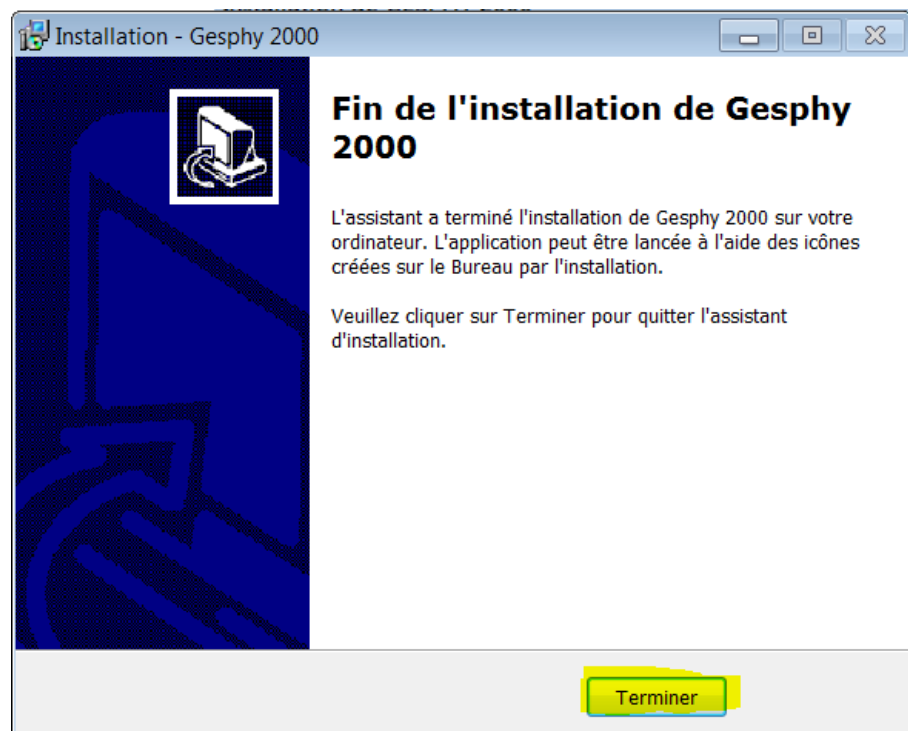 Installation - Gesphy 2000
Fin de l'installation de Gesphy
2000
L'assistant a terminé l'installation de Gesphy 2000 sur votre
ordinateur. L'application peut être lancée à l'aide des icônes
créées sur le Bureau par l'installation.
Veuillez cliquer sur Terminer pour quitter l'assistant
d'installation.
Terminer